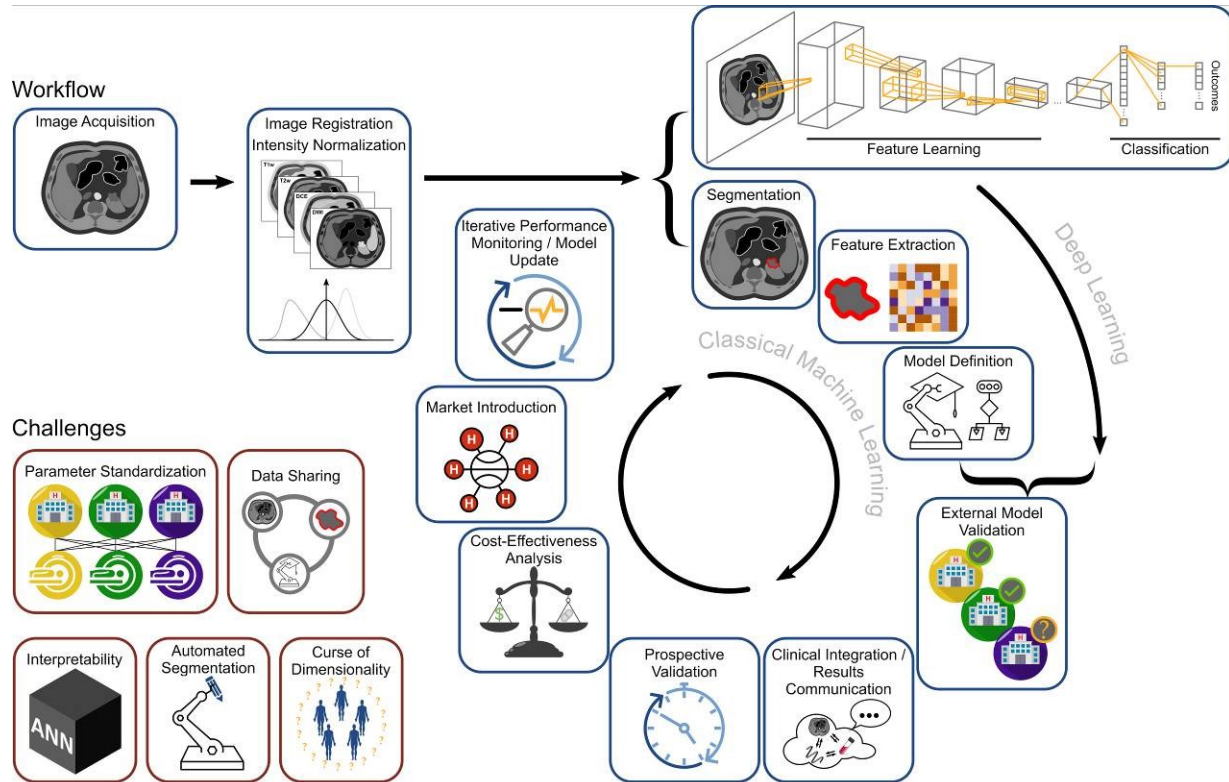 Workflow
Image Acquisition
Image Registration
Intensity Normalization
T1w
T2w
DCE
DWI
Feature Learning
...
Classification
Outcomes
Segmentation
Feature Extraction
Model Definition
Deep Learning
Classical Machine Learning
External Model
Validation
H
H
H
?
Clinical Integration /
Results
Communication
Prospective
Validation
Cost-Effectiveness
Analysis
$
Market Introduction
H
H
H
H
H
H
Iterative Performance
Monitoring / Model
Update
Challenges
Parameter Standardization
H
H
H
Data Sharing
Interpretability
ANN
Automated
Segmentation
Curse of
Dimensionality